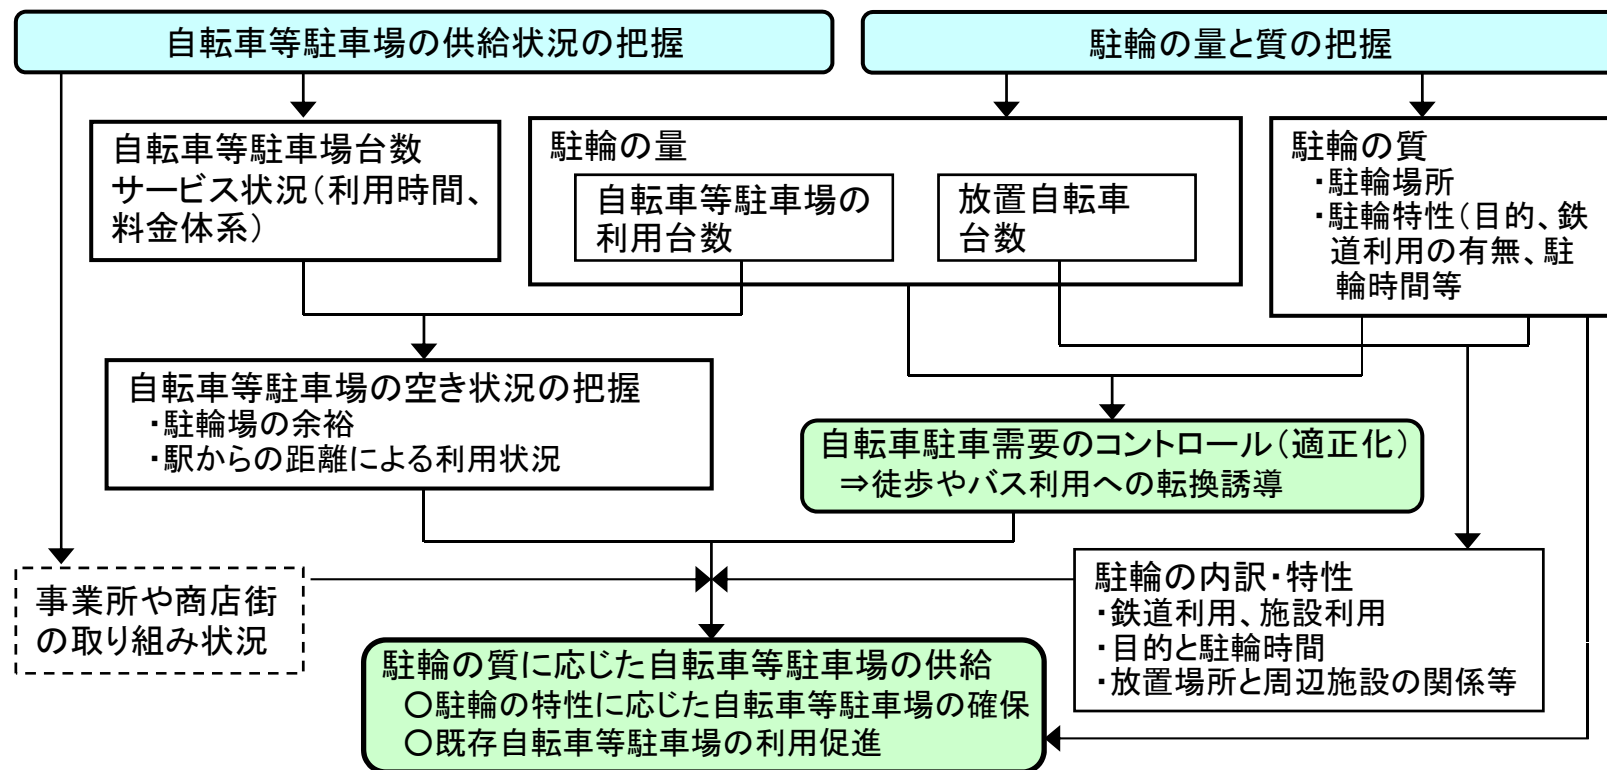 自転車等駐車場の供給状況の把握
駐輪の量と質の把握
自転車等駐車場台数
サービス状況(利用時間、
料金体系)
駐輪の量
自転車等駐車場の
利用台数
放置自転車
台数
駐輪の質
・駐輪場所
・駐輪特性(目的、鉄
道利用の有無、駐
輪時間等
自転車等駐車場の空き状況の把握
・駐輪場の余裕
・駅からの距離による利用状況
自転車駐車需要のコントロール(適正化)
⇒徒歩やバス利用への転換誘導
事業所や商店街
の取り組み状況
駐輪の内訳・特性
・鉄道利用、施設利用
・目的と駐輪時間
・放置場所と周辺施設の関係等
駐輪の質に応じた自転車等駐車場の供給
○駐輪の特性に応じた自転車等駐車場の確保
○既存自転車等駐車場の利用促進